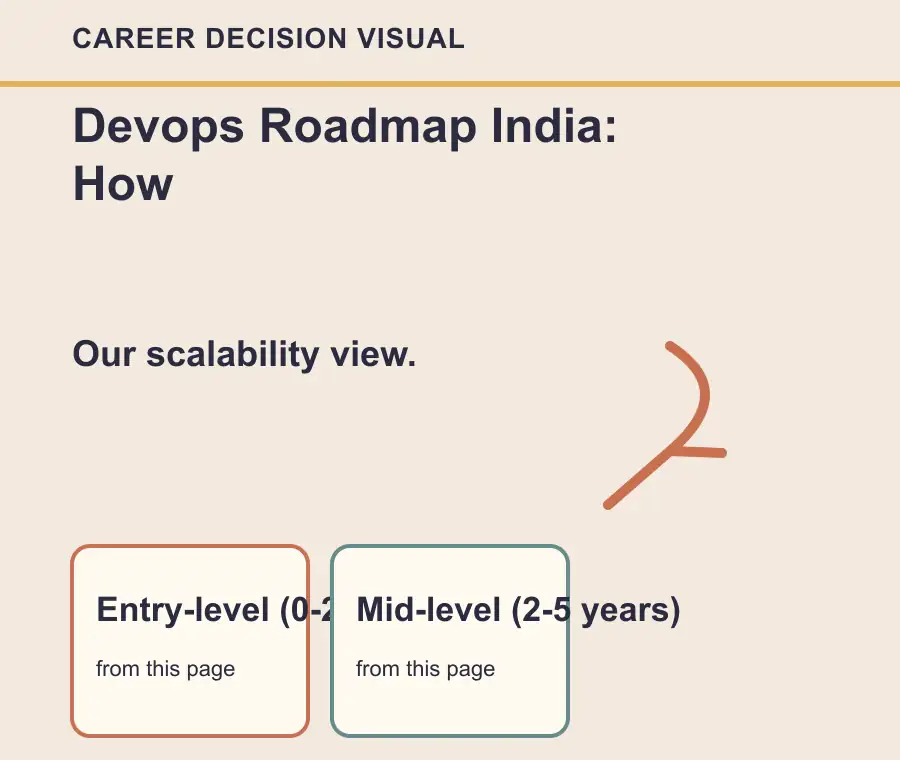 CAREER DECISION VISUAL
Devops Roadmap India:
How
Our scalability view.
Entry-level (0-2
from this page
Mid-level (2-5 years)
from this page